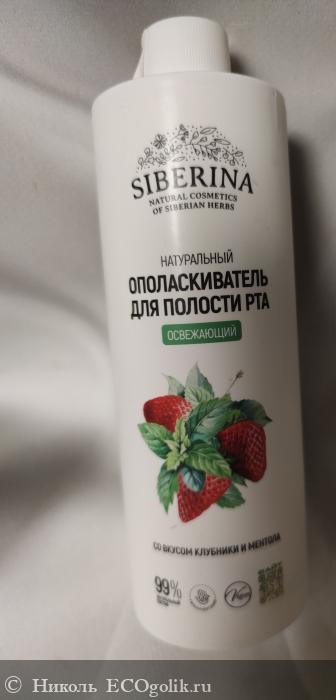 SIBERINA
NATURAL COSMETICS
OF SIBERIAN HERBS
НАТУРАЛЬНЫЙ
ОПОЛАСКИВАТЕЛЬ
ДЛЯ ПОЛОСТИ РТА
ОСВЕЖАЮЩИЙ
СО ВКУСОМ КЛУБНИКИ И МЕНТОЛА
99%
Vegan
© Николь ECOgolik.ru